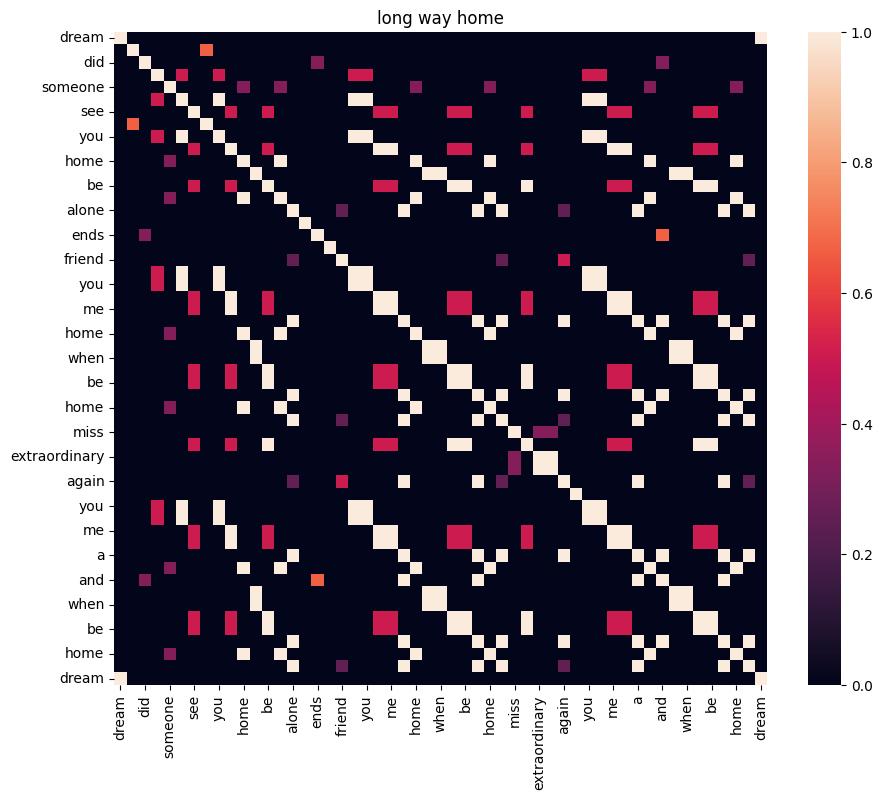 long way home
dream
did
someone
see
you
home
be
alone
ends
friend
you
me
home
when
be
home
miss
extraordinary
again
you
me
a
and
when
be
home
dream
1.0
0.8
0.6
0.4
0.2
0.0
dream
did
someone
see
you
home
be
alone
ends
friend
you
me
home
when
be
home
miss
extraordinary
again
you
me
a
and
when
be
home
dream